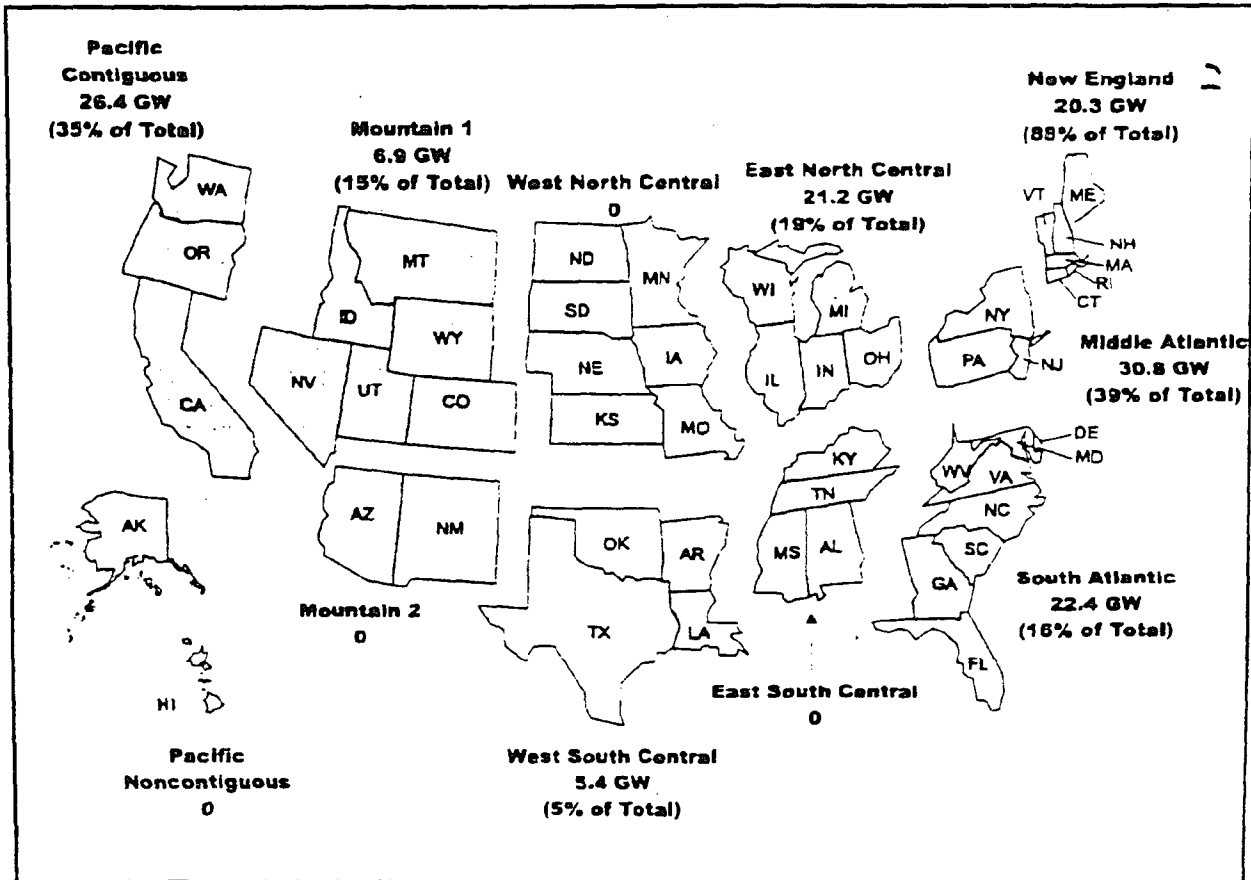 Pacific
Contiguous
26.4 GW
(35% of Total)
Mountain 1
6.9 GW
(15% of Total)
West North Central
0
East North Central
21.2 GW
(19% of Total)
New England
20.3 GW
(88% of Total)
WA
OR
CA
MT
ID
WY
NV
UT
CO
ND
SD
NE
KS
MN
IA
MO
WI
MI
IL
IN
OH
VT
ME
NH
MA
RI
CT
NY
PA
NJ
Middle Atlantic
30.8 GW
(39% of Total)
DE
MD
WV
VA
NC
SC
GA
FL
South Atlantic
22.4 GW
(16% of Total)
KY
TN
MS
AL
East South Central
0
AZ
NM
Mountain 2
0
OK
AR
TX
LA
West South Central
5.4 GW
(5% of Total)
AK
HI
Pacific
Noncontiguous
0